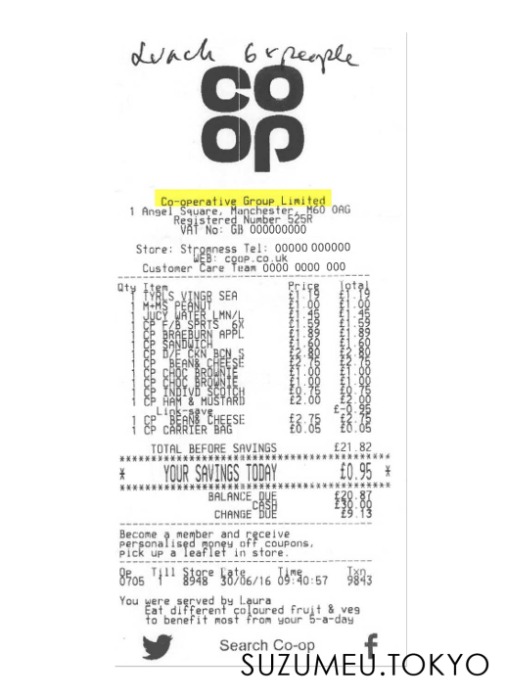 Lunch 6 x people
CO
OP
Co-operative Group Limited
1 Angel Square, Manchester, M60 0AG
Registered Number 525R
VAT No: GB 000000000
Store: Stromness Tel: 00000 000000
WEB: coop.co.uk
Customer Care Team 0000 0000 000
Qty Item Price Total
1 TYRLS VINGR SEA £1.19 £1.19
1 M+MS PEANUT £1.00 £1.00
1 JUCY WATER LMN/L £1.45 £1.45
1 CP F/B SPRTS 6X £1.59 £1.59
1 CP BRAEBURN APPL £1.89 £1.89
1 CP SANDWICH £1.60 £1.60
1 CP D/F CKN BCN S £2.80 £2.80
1 CP BEAN& CHEESE £2.75 £2.75
1 CP CHOC BROWNIE £1.00 £1.00
1 CP CHOC BROWNIE £1.00 £1.00
1 CP INDIVD SCOTCH £0.75 £0.75
1 CP HAM & MUSTARD £2.00 £2.00
Link-save £-0.95
1 CP BEAN& CHEESE £2.75 £2.75
1 CP CARRIER BAG £0.05 £0.05
TOTAL BEFORE SAVINGS £21.82
* YOUR SAVINGS TODAY £0.95 *
BALANCE DUE £20.87
CASH £30.00
CHANGE DUE £9.13
Become a member and receive
personalised money off coupons,
pick up a leaflet in store.
Op Till Store Date Time Txn
0705 1 8948 30/06/16 09:40:57 9843
You were served by Laura
Eat different coloured fruit & veg
to benefit most from your 5-a-day
Search Co-op
SUZUMEU.TOKYO